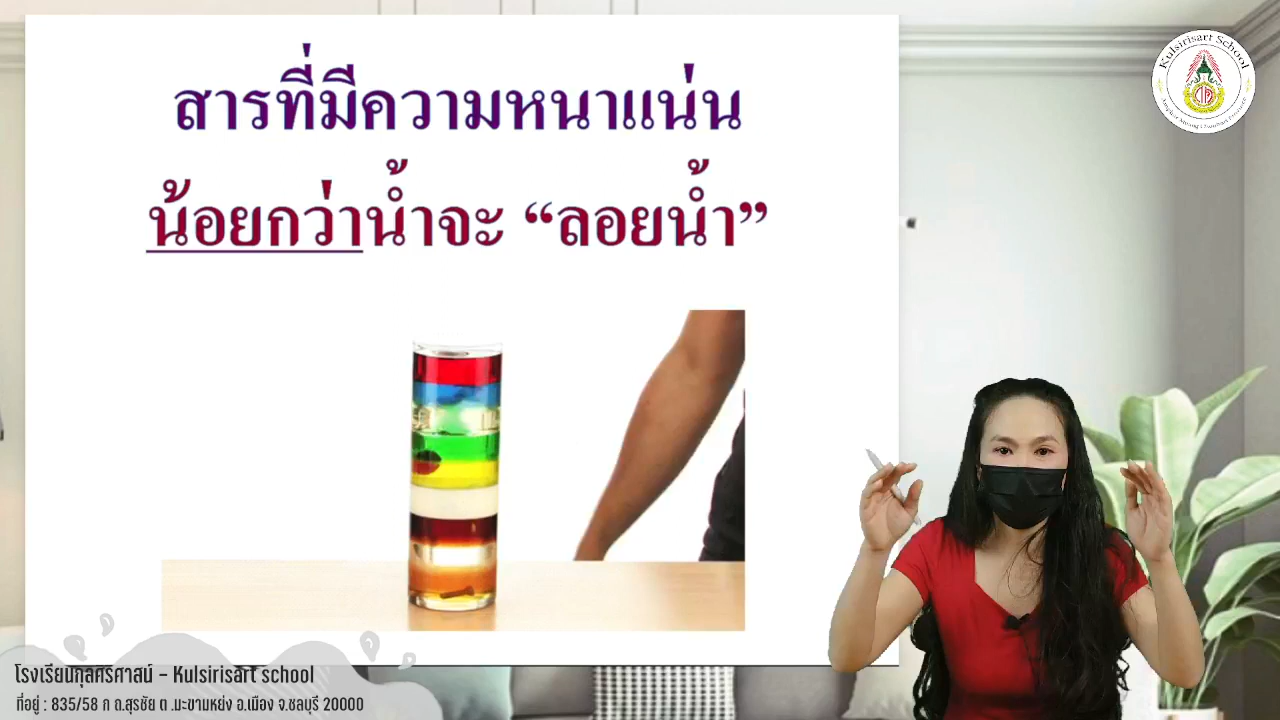 สารที่มีความหนาแน่น
น้อยกว่าน้ำจะ “ลอยน้ำ”
Kulsirisart School
โรงเรียนกุลศิริศาสน์ - Kulsirisart school
ที่อยู่ : 835/58 ก ถ.สุรชัย ต .มะขามหย่ง อ.เมือง จ.ชลบุรี 20000